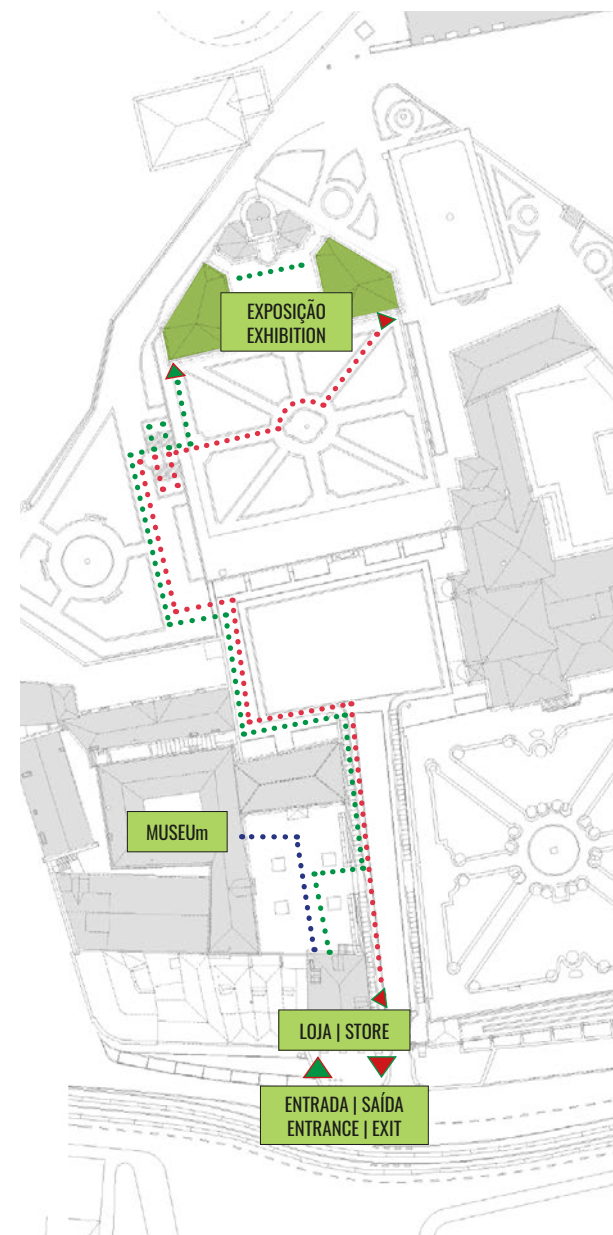 EXPOSIÇÃO
EXHIBITION
MUSEUm
LOJA | STORE
ENTRADA | SAÍDA
ENTRANCE | EXIT